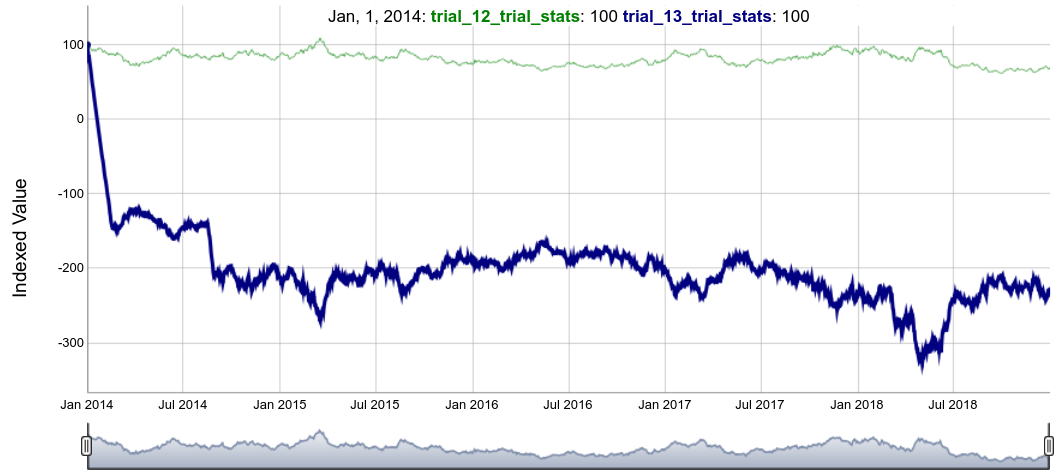 Jan, 1, 2014: trial_12_trial_stats: 100 trial_13_trial_stats: 100
Indexed Value
100
0
-100
-200
-300
Jan 2014 Jul 2014 Jan 2015 Jul 2015 Jan 2016 Jul 2016 Jan 2017 Jul 2017 Jan 2018 Jul 2018